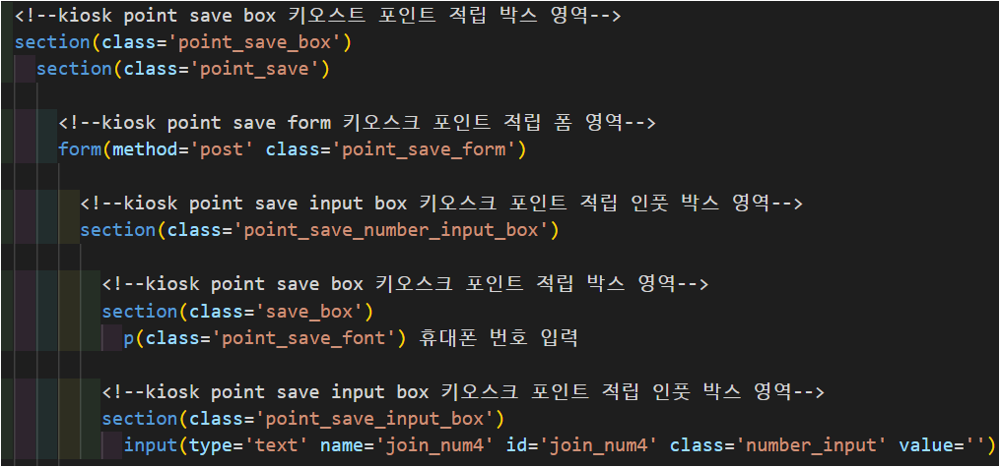 <!--kiosk point save box 키오스트 포인트 적립 박스 영역-->
section(class='point_save_box')
section(class='point_save')
<!--kiosk point save form 키오스크 포인트 적립 폼 영역-->
form(method='post' class='point_save_form')
<!--kiosk point save input box 키오스크 포인트 적립 인풋 박스 영역-->
section(class='point_save_number_input_box')
<!--kiosk point save box 키오스크 포인트 적립 박스 영역-->
section(class='save_box')
p(class='point_save_font') 휴대폰 번호 입력
<!--kiosk point save input box 키오스크 포인트 적립 인풋 박스 영역-->
section(class='point_save_input_box')
input(type='text' name='join_num4' id='join_num4' class='number_input' value='')